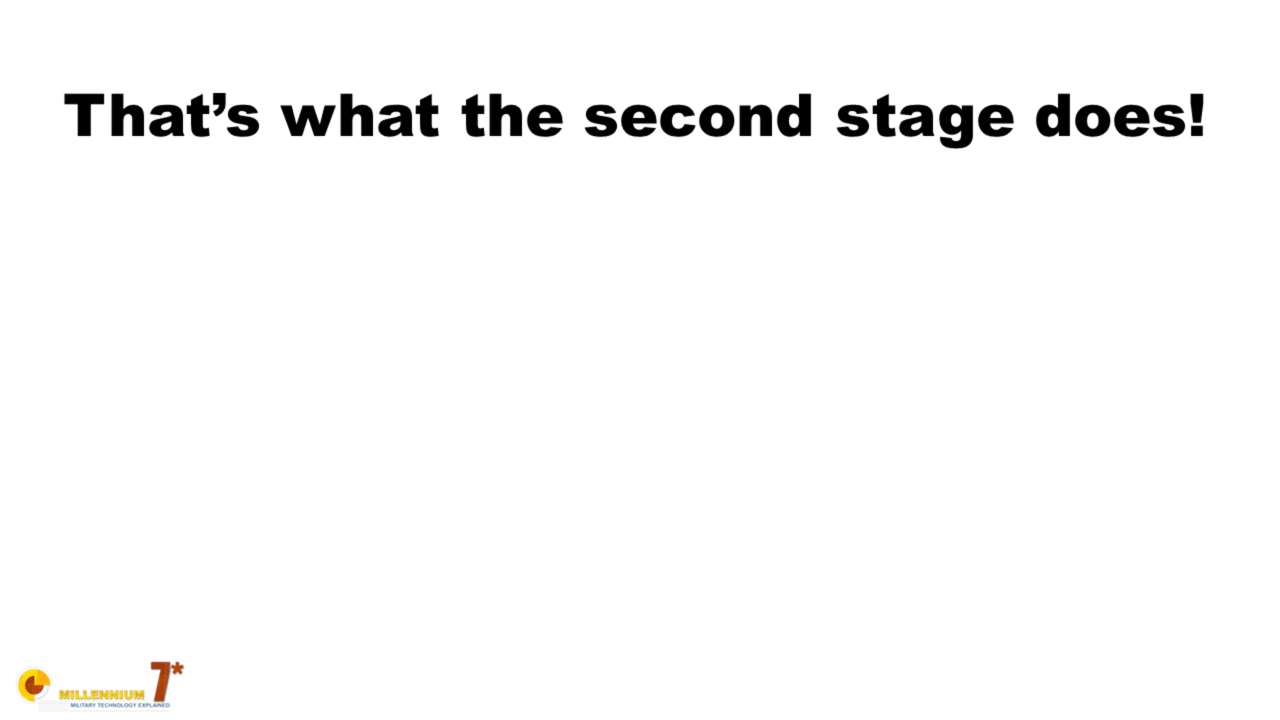 That’s what the second stage does!
MILLENNIUM 7*
MILITARY TECHNOLOGY EXPLAINED